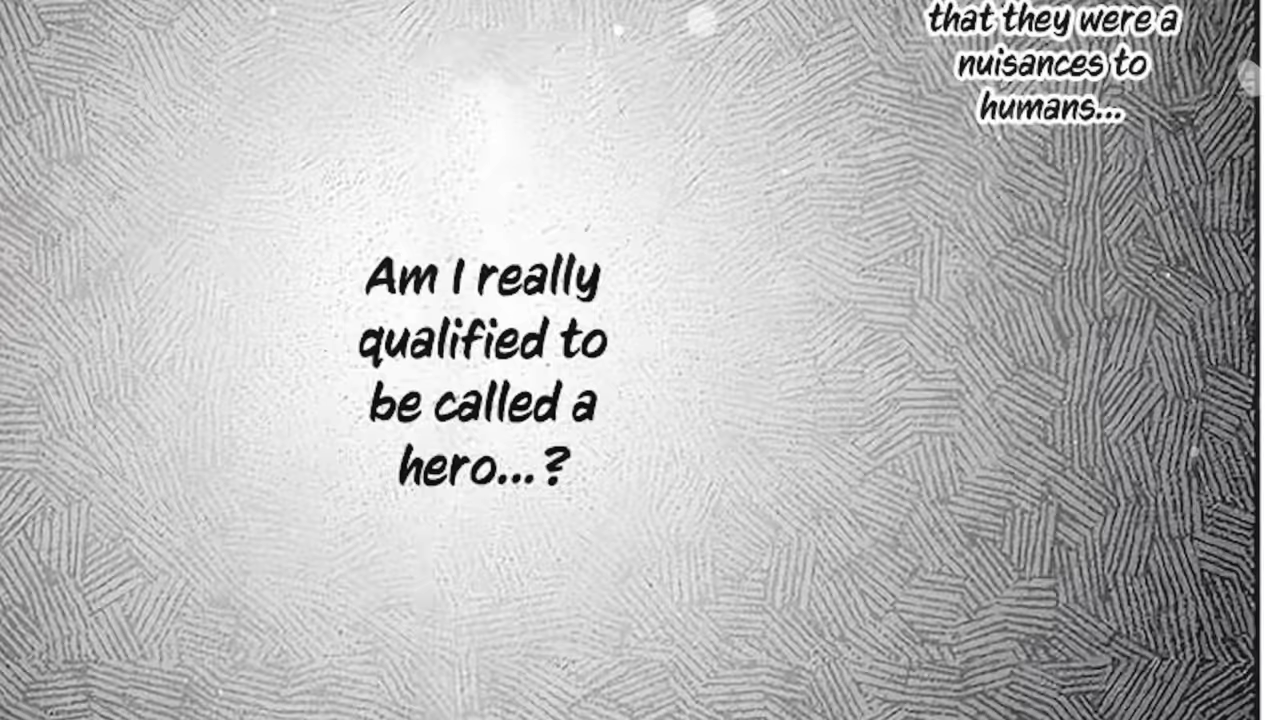 that they were a
nuisances to
humans...
Am I really
qualified to
be called a
hero...?